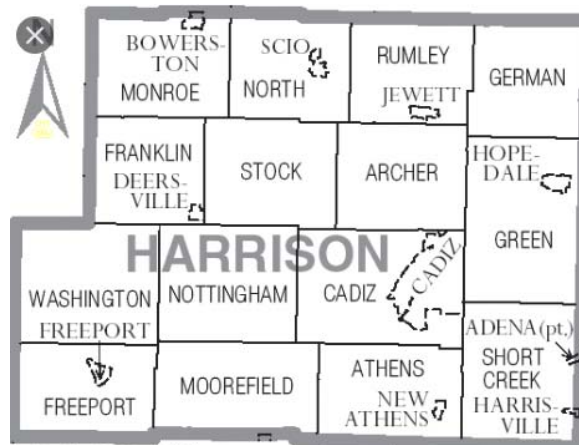 N
BOWERS-
TON
MONROE
SCIO
NORTH
RUMLEY
JEWETT
GERMAN
FRANKLIN
DEERS-
VILLE
STOCK
ARCHER
HOPE-
DALE
GREEN
HARRISON
WASHINGTON
FREEPORT
NOTTINGHAM
CADIZ
CADIZ
ADENA (pt.)
SHORT
CREEK
HARRIS-
VILLE
FREEPORT
MOOREFIELD
ATHENS
NEW
ATHENS